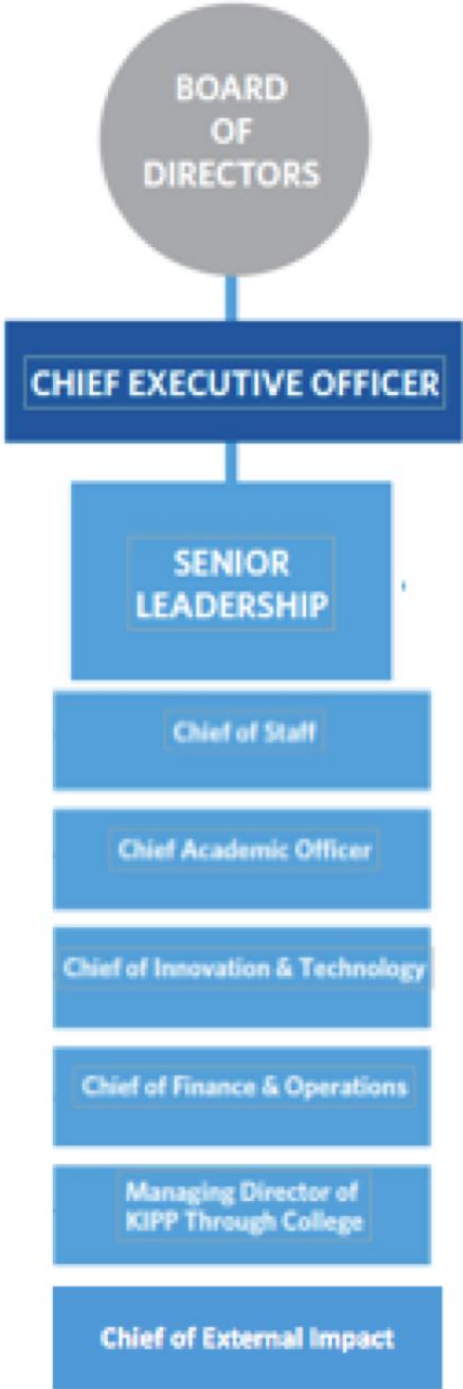 BOARD
OF
DIRECTORS
CHIEF EXECUTIVE OFFICER
SENIOR
LEADERSHIP
Chief of Staff
Chief Academic Officer
Chief of Innovation & Technology
Chief of Finance & Operations
Managing Director of
KIPP Through College
Chief of External Impact